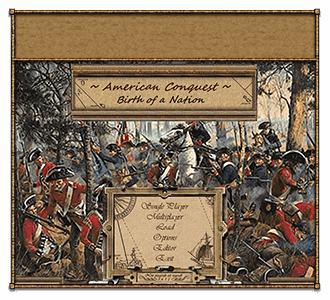 ~ American Conquest ~
Birth of a Nation
Single Player
Multiplayer
Load
Options
Editor
Exit